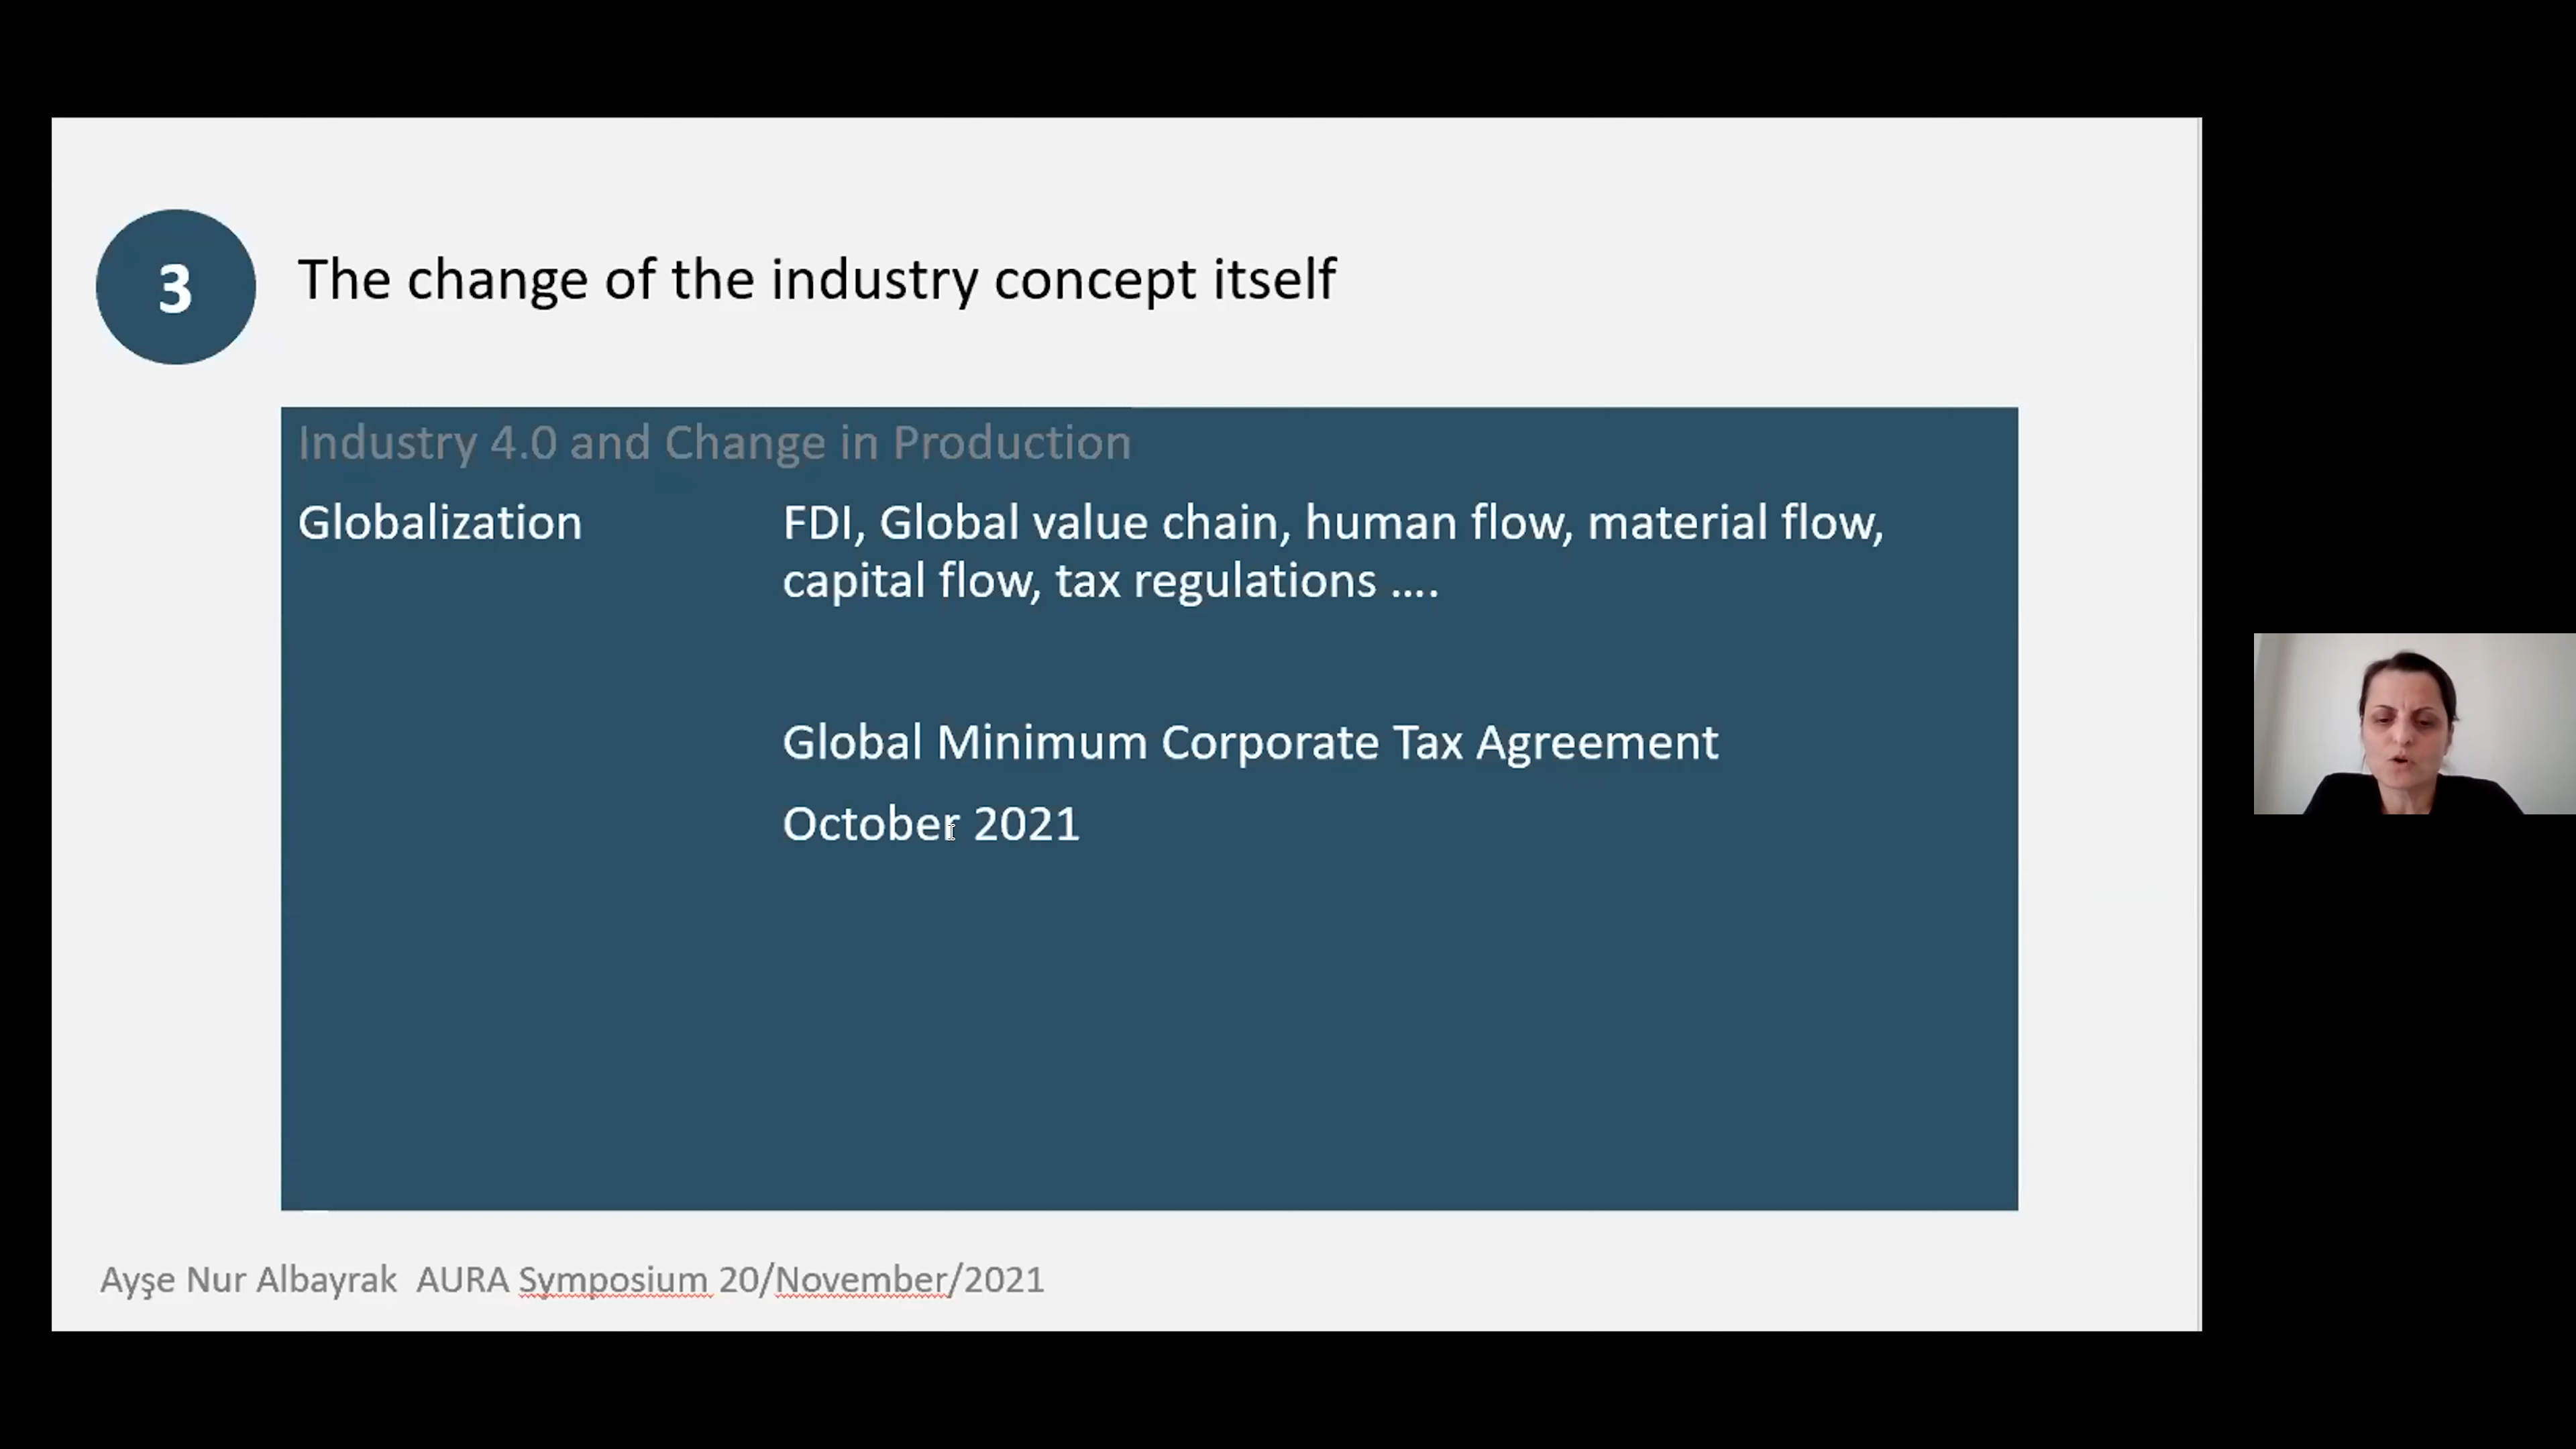 3
The change of the industry concept itself
Industry 4.0 and Change in Production
Globalization
FDI, Global value chain, human flow, material flow,
capital flow, tax regulations ....
Global Minimum Corporate Tax Agreement
October 2021
Ayşe Nur Albayrak  AURA Symposium 20/November/2021